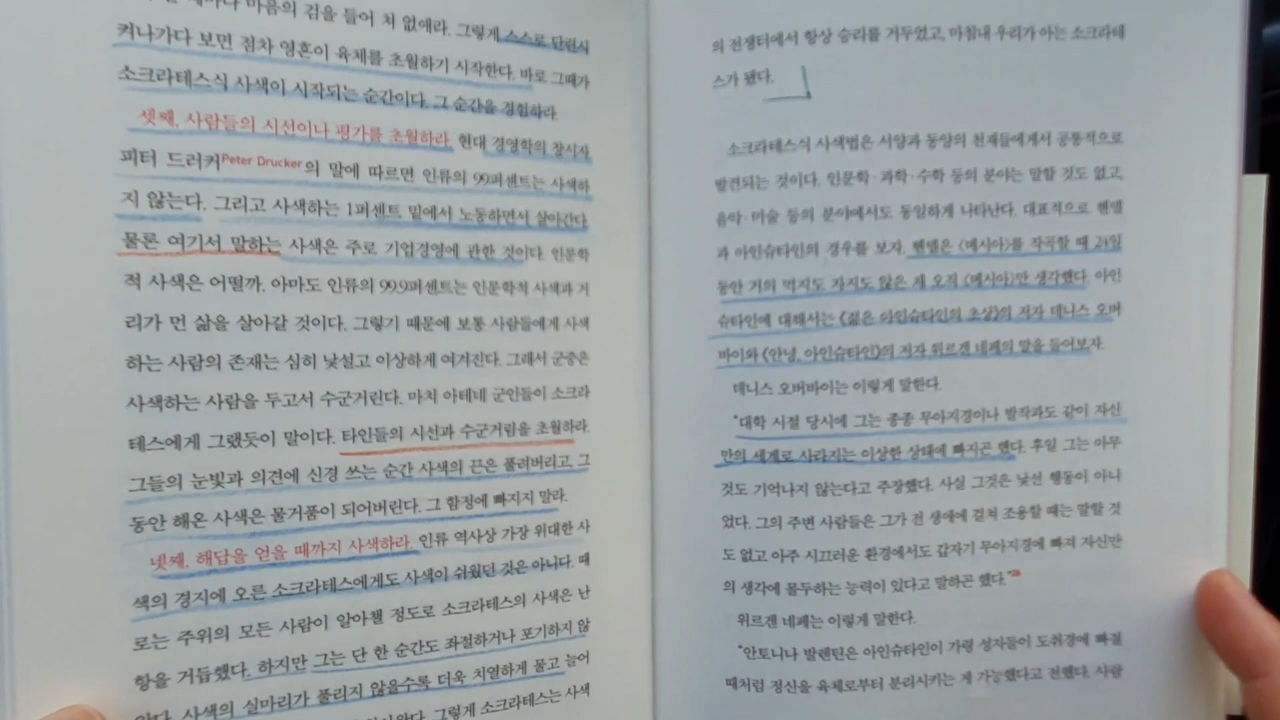 마음의 검을 들어 쳐 없애라. 그렇게 스스로 단련시
켜나가다 보면 점차 영혼이 육체를 초월하기 시작한다. 바로 그때가
소크라테스식 사색이 시작되는 순간이다. 그 순간을 경험하라.
셋째, 사람들의 시선이나 평가를 초월하라. 현대 경영학의 창시자
피터 드러커Peter Drucker의 말에 따르면 인류의 99퍼센트는 사색하
지 않는다. 그리고 사색하는 1퍼센트 밑에서 노동하면서 살아간다.
물론 여기서 말하는 사색은 주로 기업경영에 관한 것이다. 인문학
적 사색은 어떨까. 아마도 인류의 99.9퍼센트는 인문학적 사색과 거
리가 먼 삶을 살아갈 것이다. 그렇기 때문에 보통 사람들에게 사색
하는 사람의 존재는 심히 낯설고 이상하게 여겨진다. 그래서 군중은
사색하는 사람을 두고서 수군거린다. 마치 아테네 군인들이 소크라
테스에게 그랬듯이 말이다. 타인들의 시선과 수군거림을 초월하라.
그들의 눈빛과 의견에 신경 쓰는 순간 사색의 끈은 풀려버리고, 그
동안 해온 사색은 물거품이 되어버린다. 그 함정에 빠지지 말라.
넷째, 해답을 얻을 때까지 사색하라. 인류 역사상 가장 위대한 사
색의 경지에 오른 소크라테스에게도 사색이 쉬웠던 것은 아니다. 때
로는 주위의 모든 사람이 알아챌 정도로 소크라테스의 사색은 난
항을 거듭했다. 하지만 그는 단 한 순간도 좌절하거나 포기하지 않
았다. 사색의 실마리가 풀리지 않을수록 더욱 치열하게 물고 늘어
그렇게 소크라테스는 사색
의 전쟁터에서 항상 승리를 거두었고, 마침내 우리가 아는 소크라테
스가 됐다.
소크라테스식 사색법은 서양과 동양의 천재들에게서 공통적으로
발견되는 것이다. 인문학·과학·수학 등의 분야는 말할 것도 없고,
음악·미술 등의 분야에서도 동일하게 나타난다. 대표적으로 헨델
과 아인슈타인의 경우를 보자. 헨델은 〈메시아〉를 작곡할 때 24일
동안 거의 먹지도 자지도 않은 채 오직 〈메시아〉만 생각했다. 아인
슈타인에 대해서는 《젊은 아인슈타인의 초상》의 저자 데니스 오버
바이와 《안녕, 아인슈타인》의 저자 위르겐 네페의 말을 들어보자.
데니스 오버바이는 이렇게 말한다.
"대학 시절 당시에 그는 종종 무아지경이나 발작과도 같이 자신
만의 세계로 사라지는 이상한 상태에 빠지곤 했다. 후일 그는 아무
것도 기억나지 않는다고 주장했다. 사실 그것은 낯선 행동이 아니
었다. 그의 주변 사람들은 그가 전 생애에 걸쳐 조용할 때는 말할 것
도 없고 아주 시끄러운 환경에서도 갑자기 무아지경에 빠져 자신만
의 생각에 몰두하는 능력이 있다고 말하곤 했다."
위르겐 네페는 이렇게 말한다.
"안토니나 발렌틴은 아인슈타인이 가령 성자들이 도취경에 빠질
때처럼 정신을 육체로부터 분리시키는 게 가능했다고 전했다. 사람